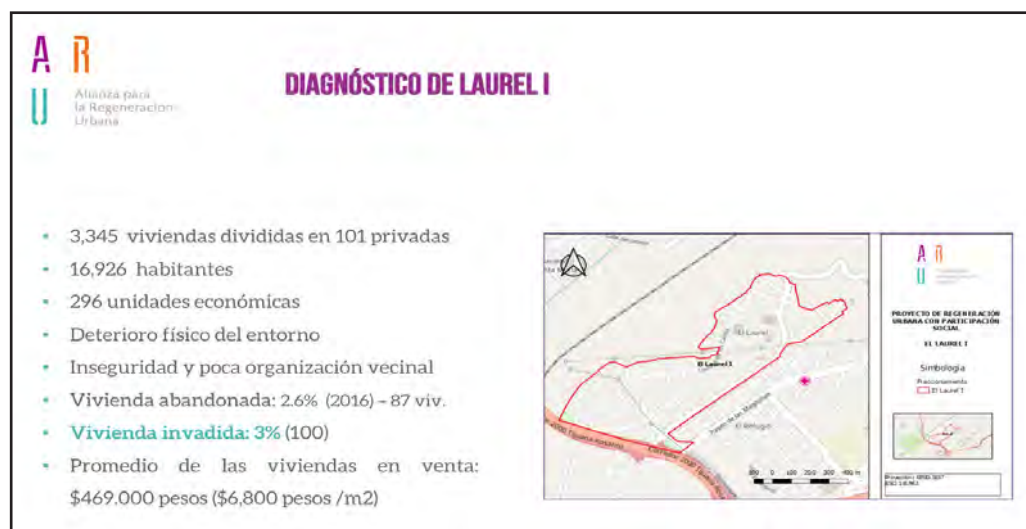 A R
U
Alianza para
la Regeneración
Urbana
DIAGNÓSTICO DE LAUREL I
• 3,345 viviendas divididas en 101 privadas
• 16,926 habitantes
• 296 unidades económicas
• Deterioro físico del entorno
• Inseguridad y poca organización vecinal
• Vivienda abandonada: 2.6% (2016) – 87 viv.
• Vivienda invadida: 3% (100)
• Promedio de las viviendas en venta:
$469.000 pesos ($6,800 pesos /m2)
El Laurel
El Laurel I
El Refugio
A R
U
PROYECTO DE REGENERACIÓN
URBANA CON PARTICIPACIÓN
SOCIAL
EL LAUREL I
Simbología
Fraccionamiento
El Laurel I